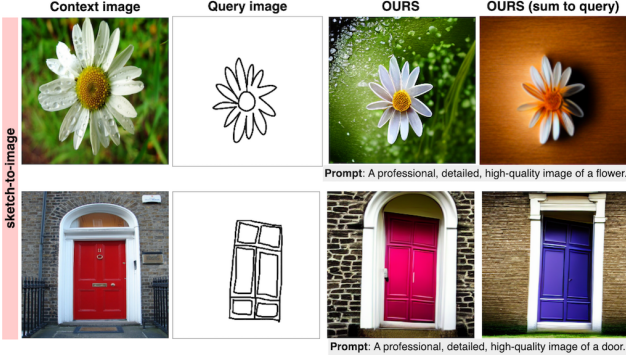 Context image
Query image
OURS
OURS (sum to query)
sketch-to-image
Prompt: A professional, detailed, high-quality image of a flower.
Prompt: A professional, detailed, high-quality image of a door.